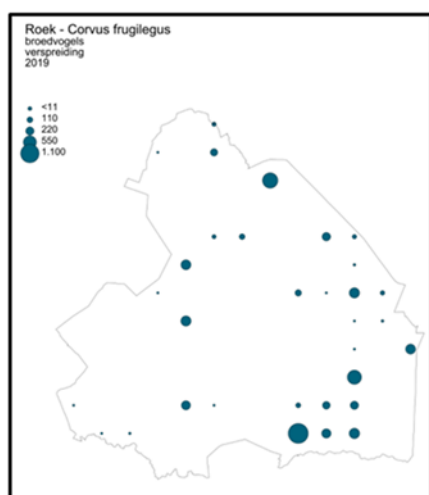 Roek - Corvus frugilegus
broedvogels
verspreiding
2019
<11
110
220
550
1.100